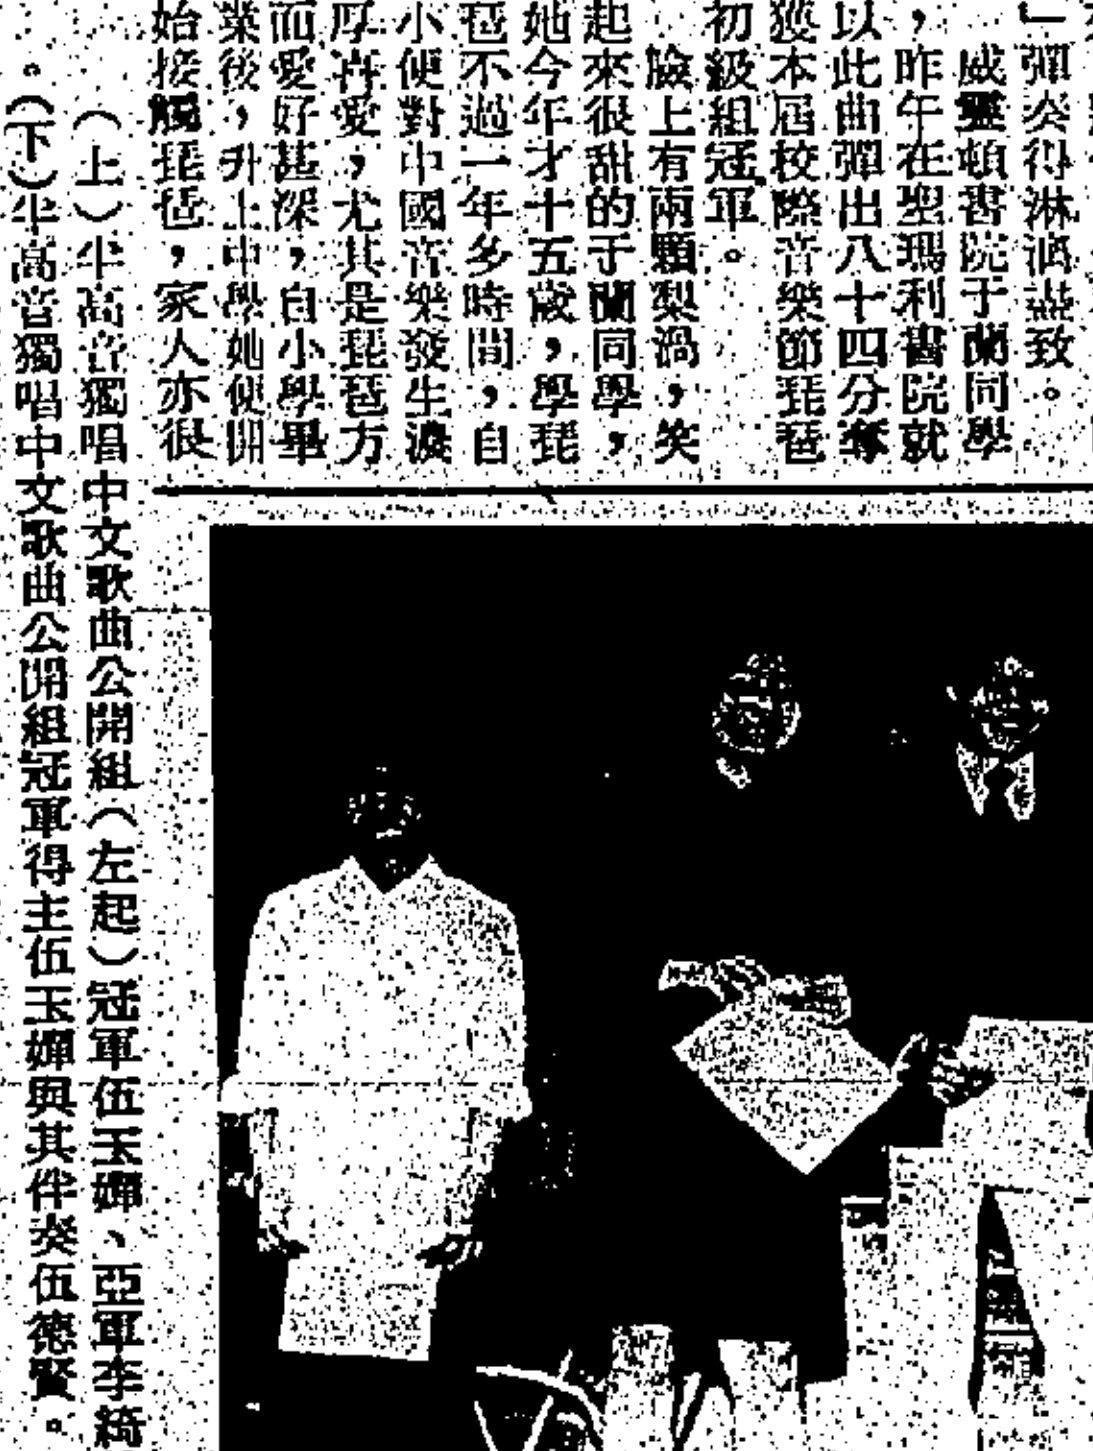 」彈奏得淋漓盡致。
威靈頓書院于蘭同學
，昨午在聖瑪利書院就
以此曲彈出八十四分奪
獲本屆校際音樂節琵琶
初級組冠軍。
臉上有兩顆梨渦，笑
起來很甜的于蘭同學，
她今年才十五歲，學琵
琶不過一年多時間，自
小便對中國音樂發生濃
厚喜愛，尤其是琵琶方
面愛好甚深，自小學畢
業後，升上中學她便開
始接觸琵琶，家人亦很
（上）半高音獨唱中文歌曲公開組（左起）冠軍伍玉嬋、亞軍李綺
。（下）半高音獨唱中文歌曲公開組冠軍得主伍玉嬋與其伴奏伍德賢。